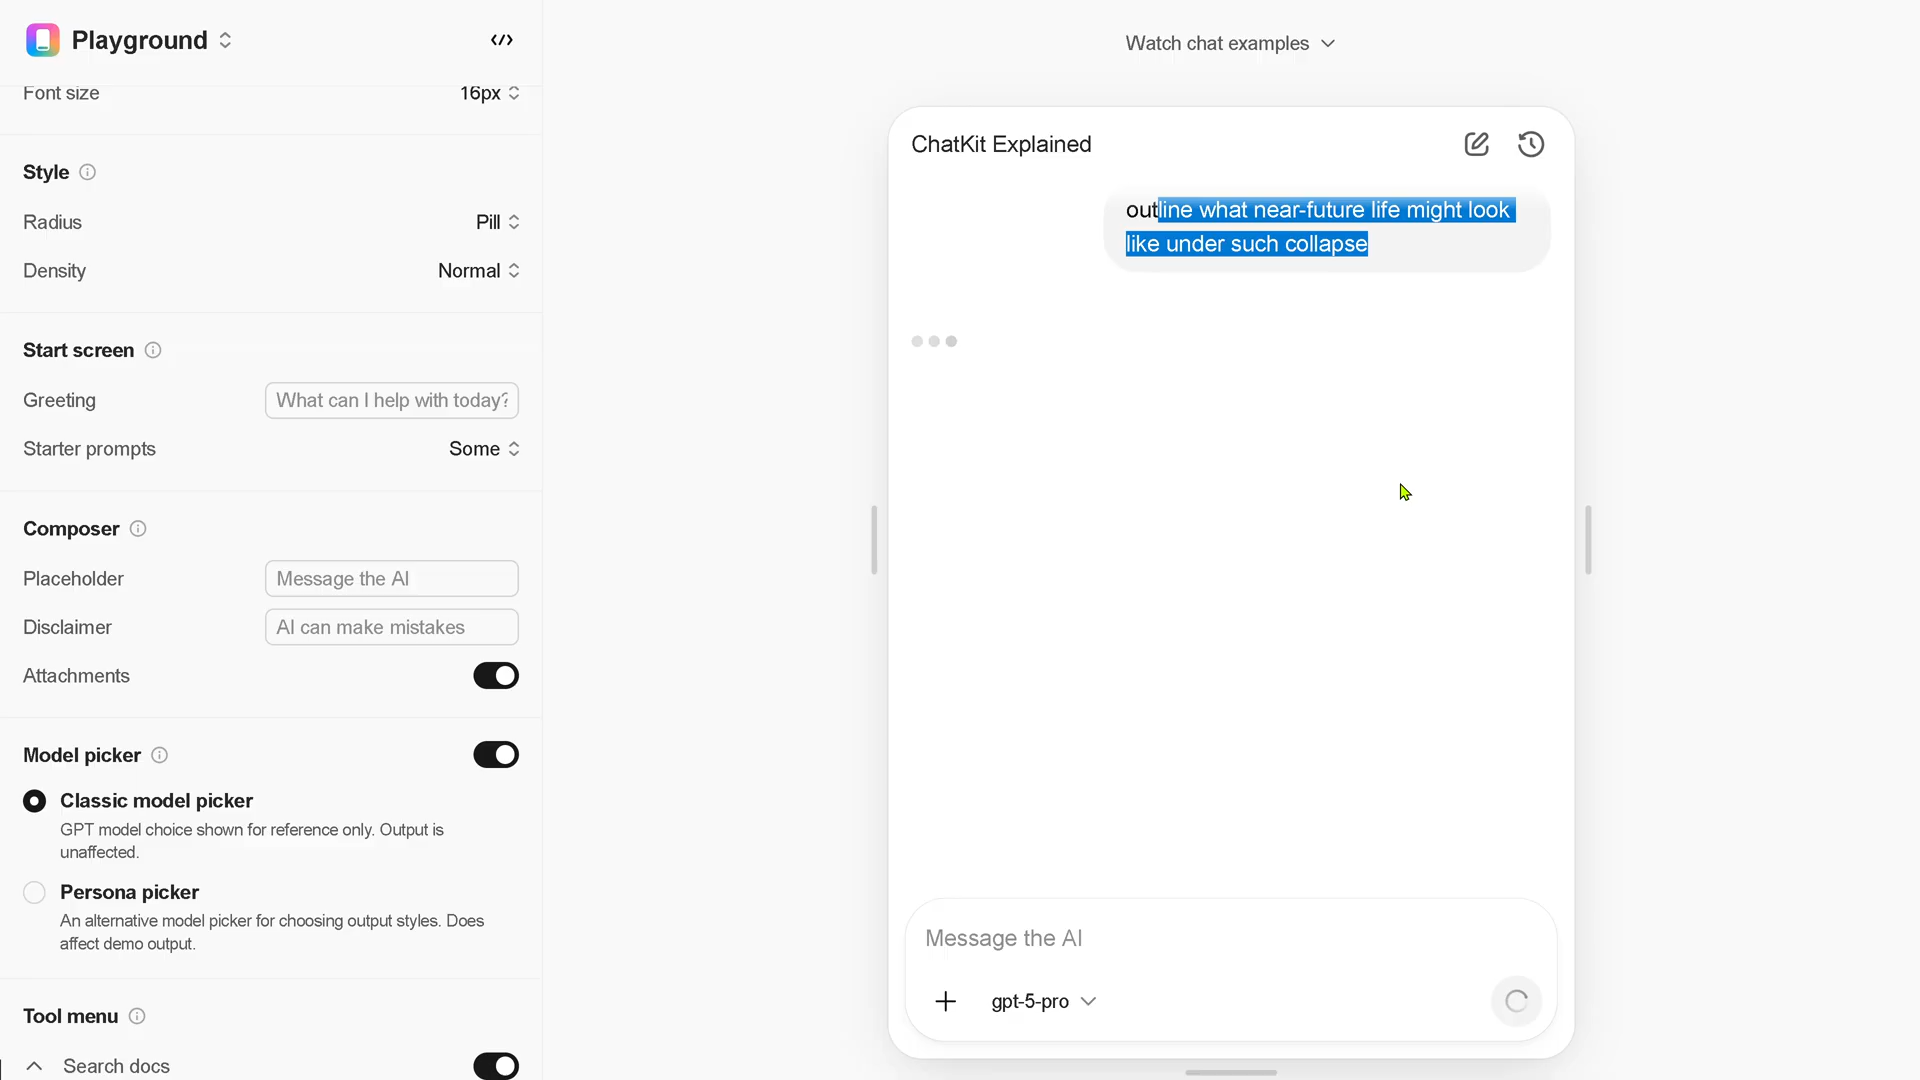 Playground
Font size
16px
Style
Radius
Pill
Density
Normal
Start screen
Greeting
What can I help with today?
Starter prompts
Some
Composer
Placeholder
Message the AI
Disclaimer
AI can make mistakes
Attachments
Model picker
Classic model picker
GPT model choice shown for reference only. Output is
unaffected.
Persona picker
An alternative model picker for choosing output styles. Does
affect demo output.
Tool menu
Search docs
Watch chat examples
ChatKit Explained
outline what near-future life might look
like under such collapse
Message the AI
gpt-5-pro